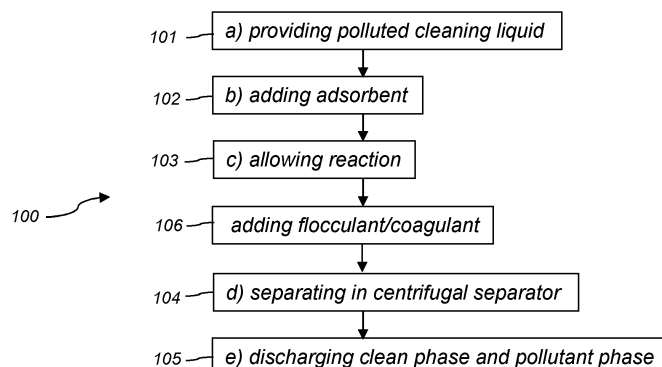 101 a) providing polluted cleaning liquid
102 b) adding adsorbent
103 c) allowing reaction
100
106 adding flocculant/coagulant
104 d) separating in centrifugal separator
105 e) discharging clean phase and pollutant phase